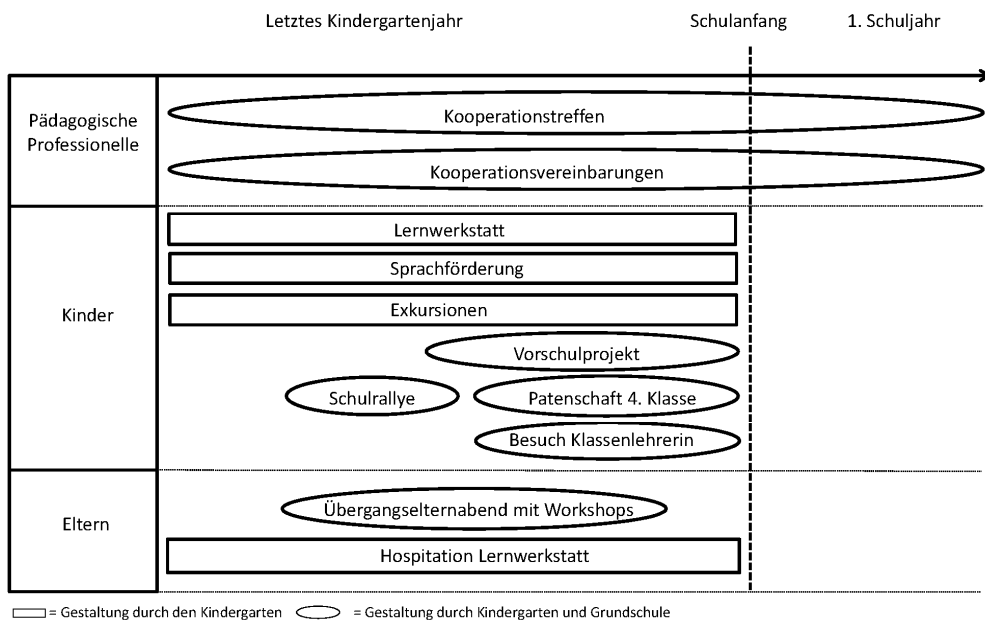 Letztes Kindergartenjahr Schulanfang 1. Schuljahr
Pädagogische
Professionelle
Kooperationstreffen
Kooperationsvereinbarungen
Kinder
Lernwerkstatt
Sprachförderung
Exkursionen
Vorschulprojekt
Schulrallye
Patenschaft 4. Klasse
Besuch Klassenlehrerin
Eltern
Übergangselternabend mit Workshops
Hospitation Lernwerkstatt
= Gestaltung durch den Kindergarten = Gestaltung durch Kindergarten und Grundschule